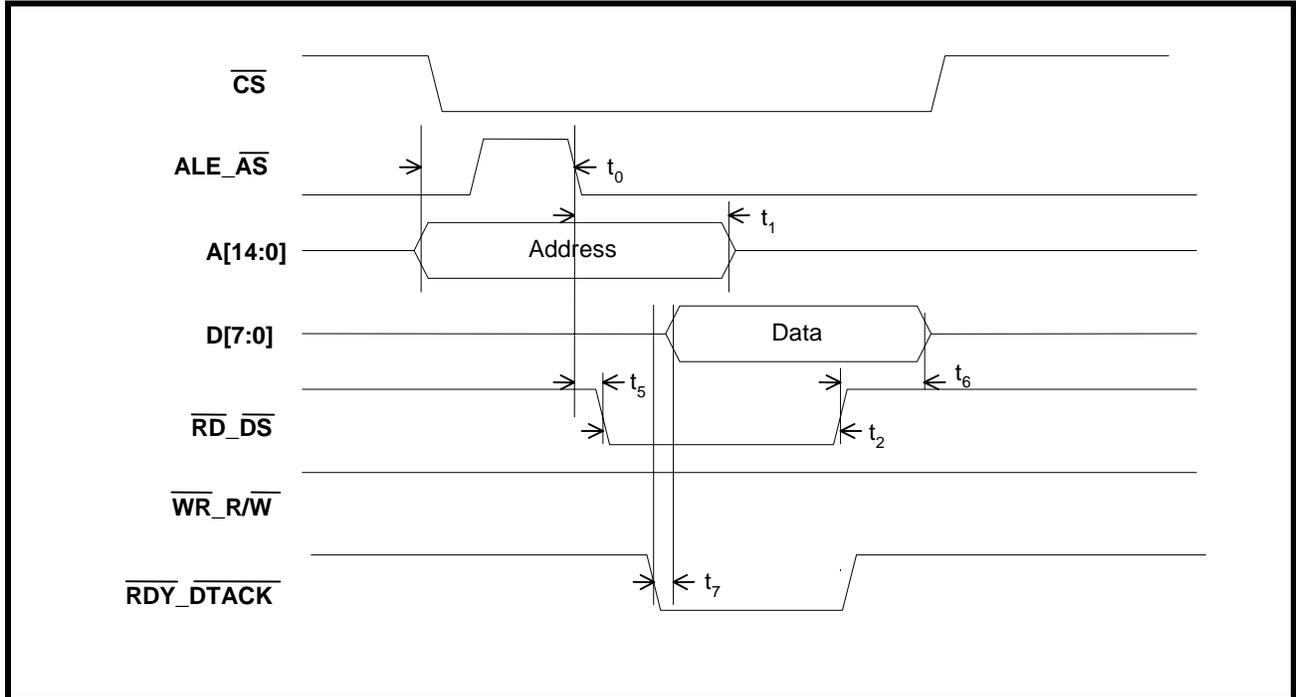 CS
ALE_AS
t0
A[14:0]
Address
t1
D[7:0]
Data
RD_DS
t5
t6
t2
WR_R/W
RDY_DTACK
t7